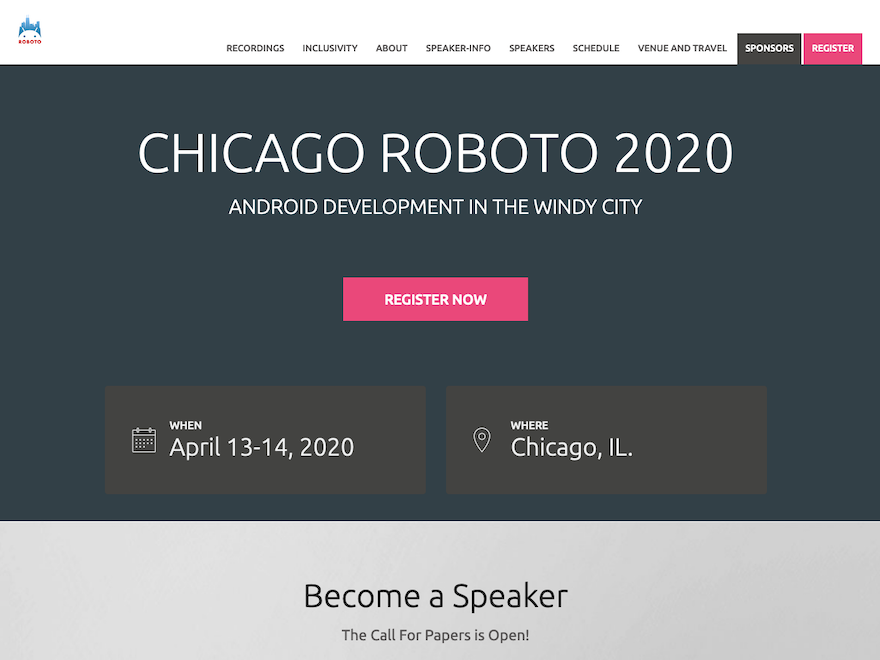 ROBOTO
RECORDINGS INCLUSIVITY ABOUT SPEAKER-INFO SPEAKERS SCHEDULE VENUE AND TRAVEL SPONSORS REGISTER
CHICAGO ROBOTO 2020
ANDROID DEVELOPMENT IN THE WINDY CITY
REGISTER NOW
WHEN
April 13-14, 2020
WHERE
Chicago, IL.
Become a Speaker
The Call For Papers is Open!